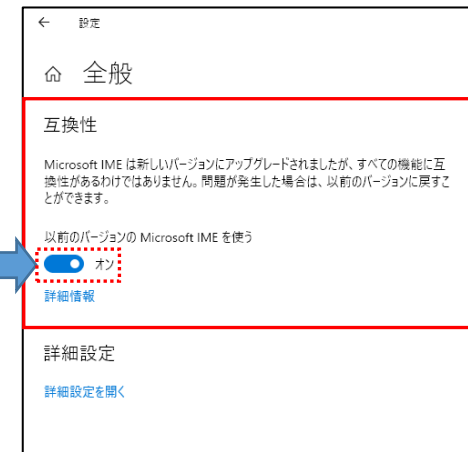 設定
全般
互換性
Microsoft IME は新しいバージョンにアップグレードされましたが、すべての機能に互
換性があるわけではありません。問題が発生した場合は、以前のバージョンに戻すこ
とができます。
以前のバージョンの Microsoft IME を使う
オン
詳細情報
詳細設定
詳細設定を開く